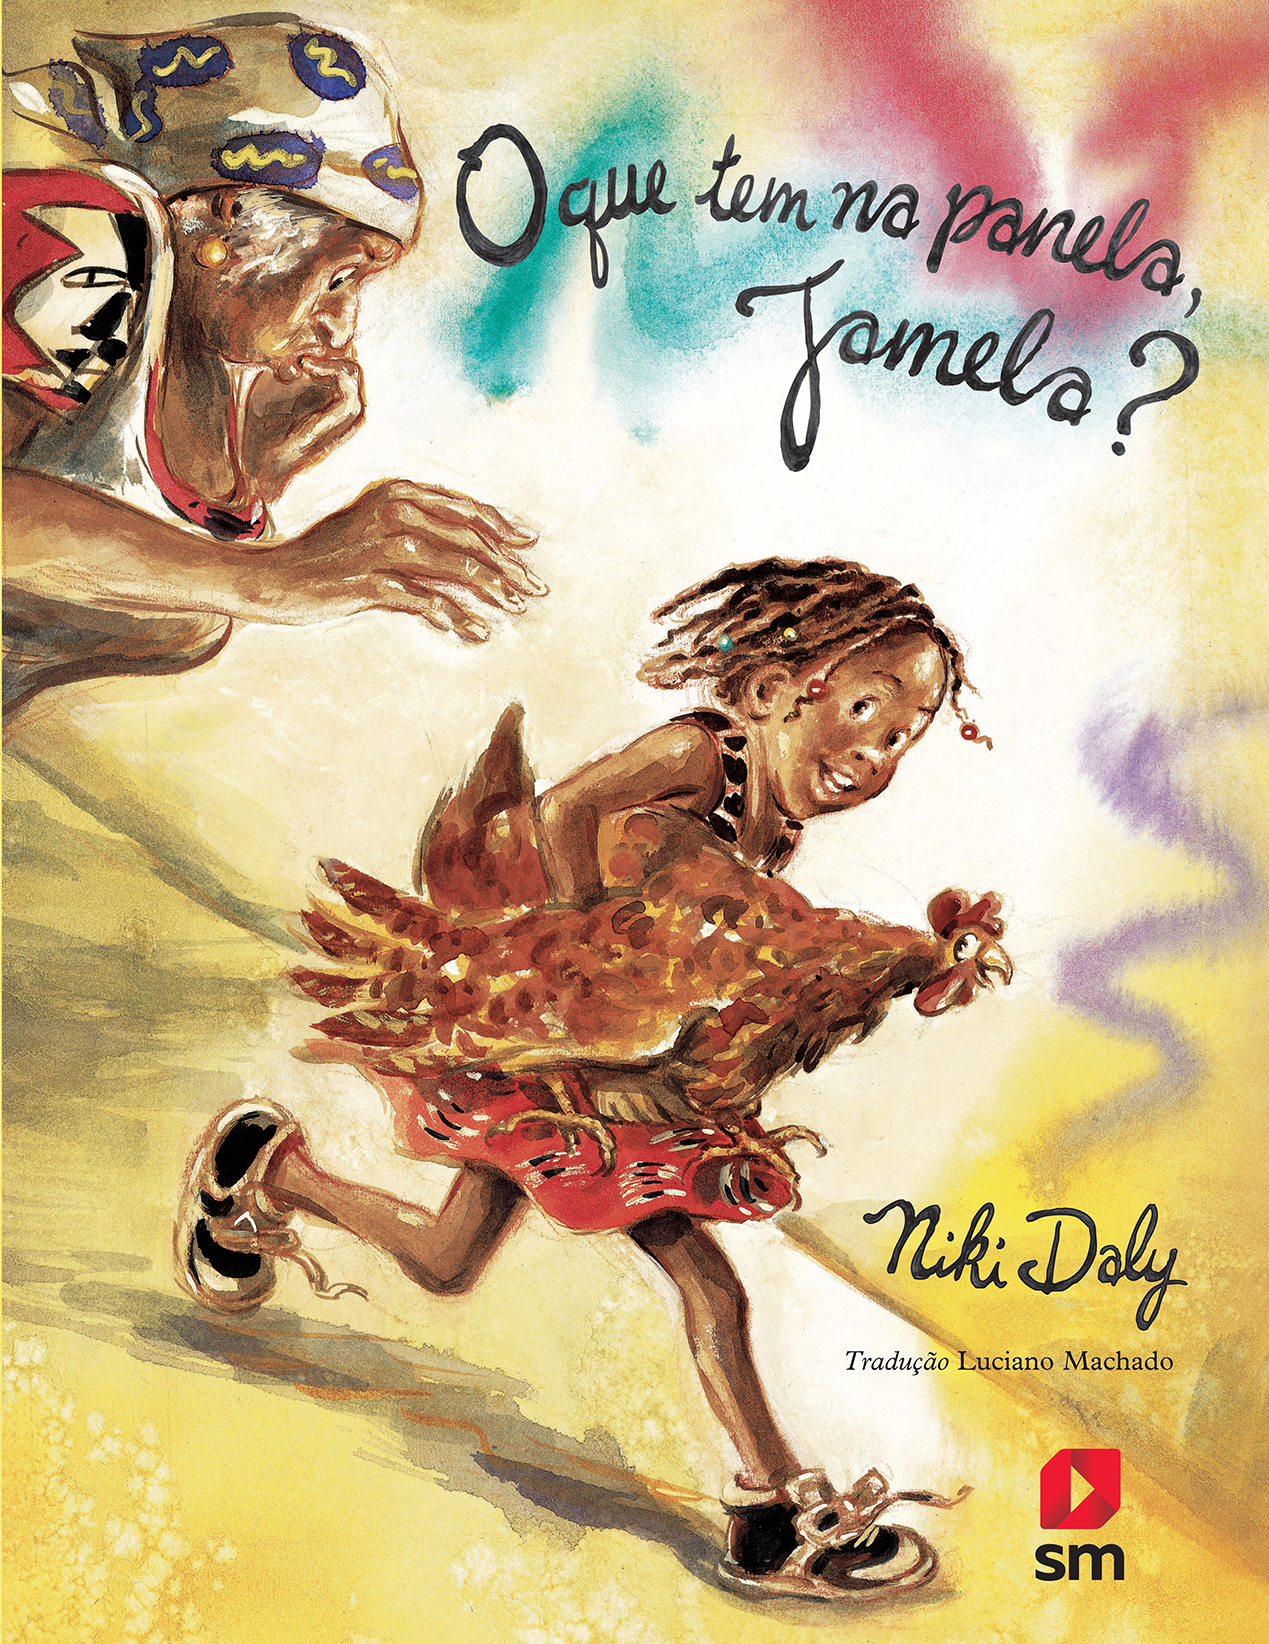 O que tem na panela,
Jamela?
Niki Daly
Tradução Luciano Machado
sm